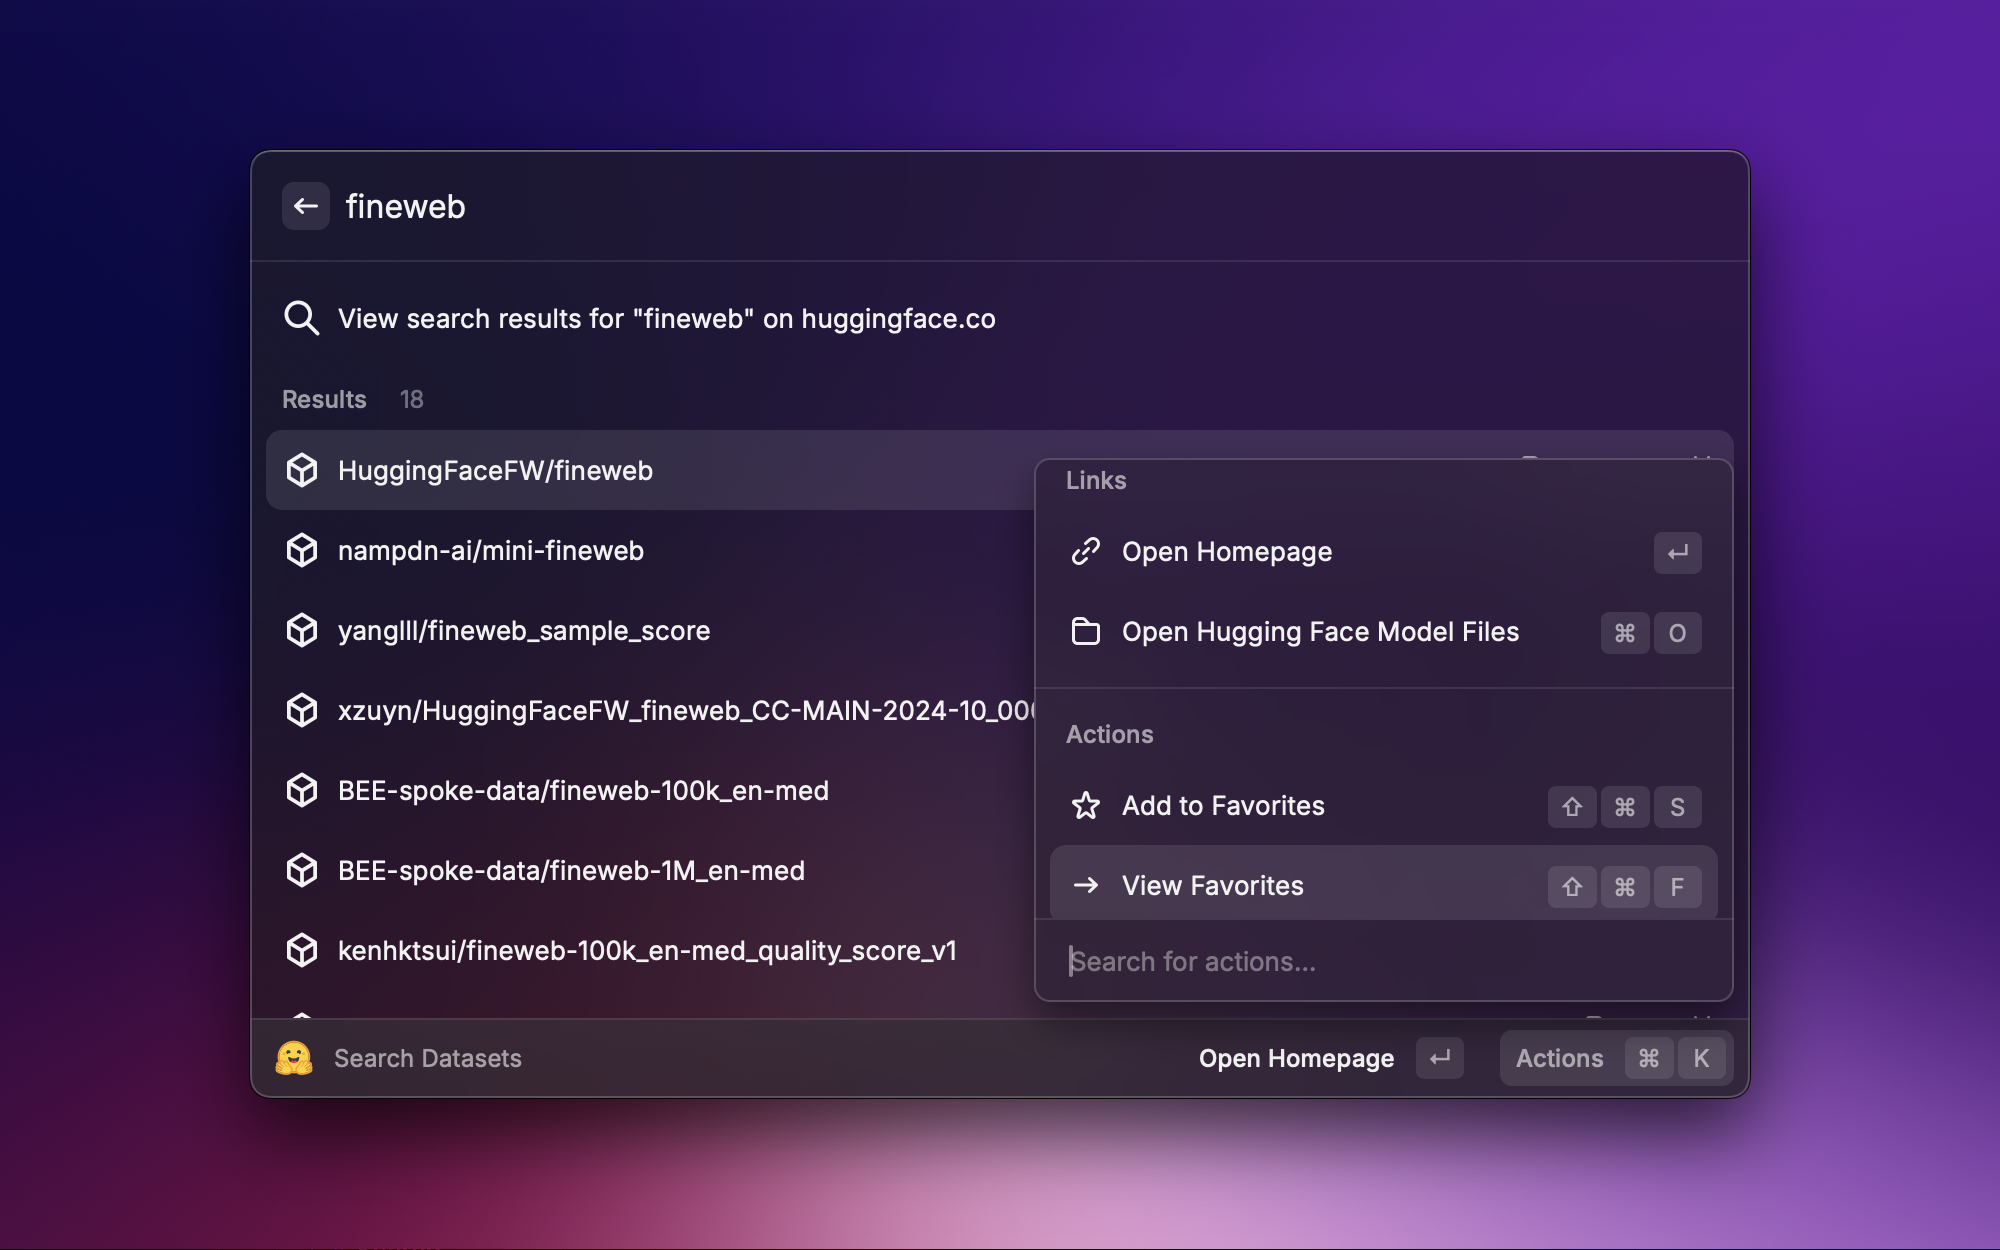 fineweb
View search results for "fineweb" on huggingface.co
Results 18
HuggingFaceFW/fineweb
nampdn-ai/mini-fineweb
yanglll/fineweb_sample_score
xzuyn/HuggingFaceFW_fineweb_CC-MAIN-2024-10_00
BEE-spoke-data/fineweb-100k_en-med
BEE-spoke-data/fineweb-1M_en-med
kenhktsui/fineweb-100k_en-med_quality_score_v1
Links
Open Homepage ↵
Open Hugging Face Model Files ⌘ O
Actions
Add to Favorites ⇧ ⌘ S
View Favorites ⇧ ⌘ F
Search for actions...
Search Datasets
Open Homepage ↵
Actions ⌘ K